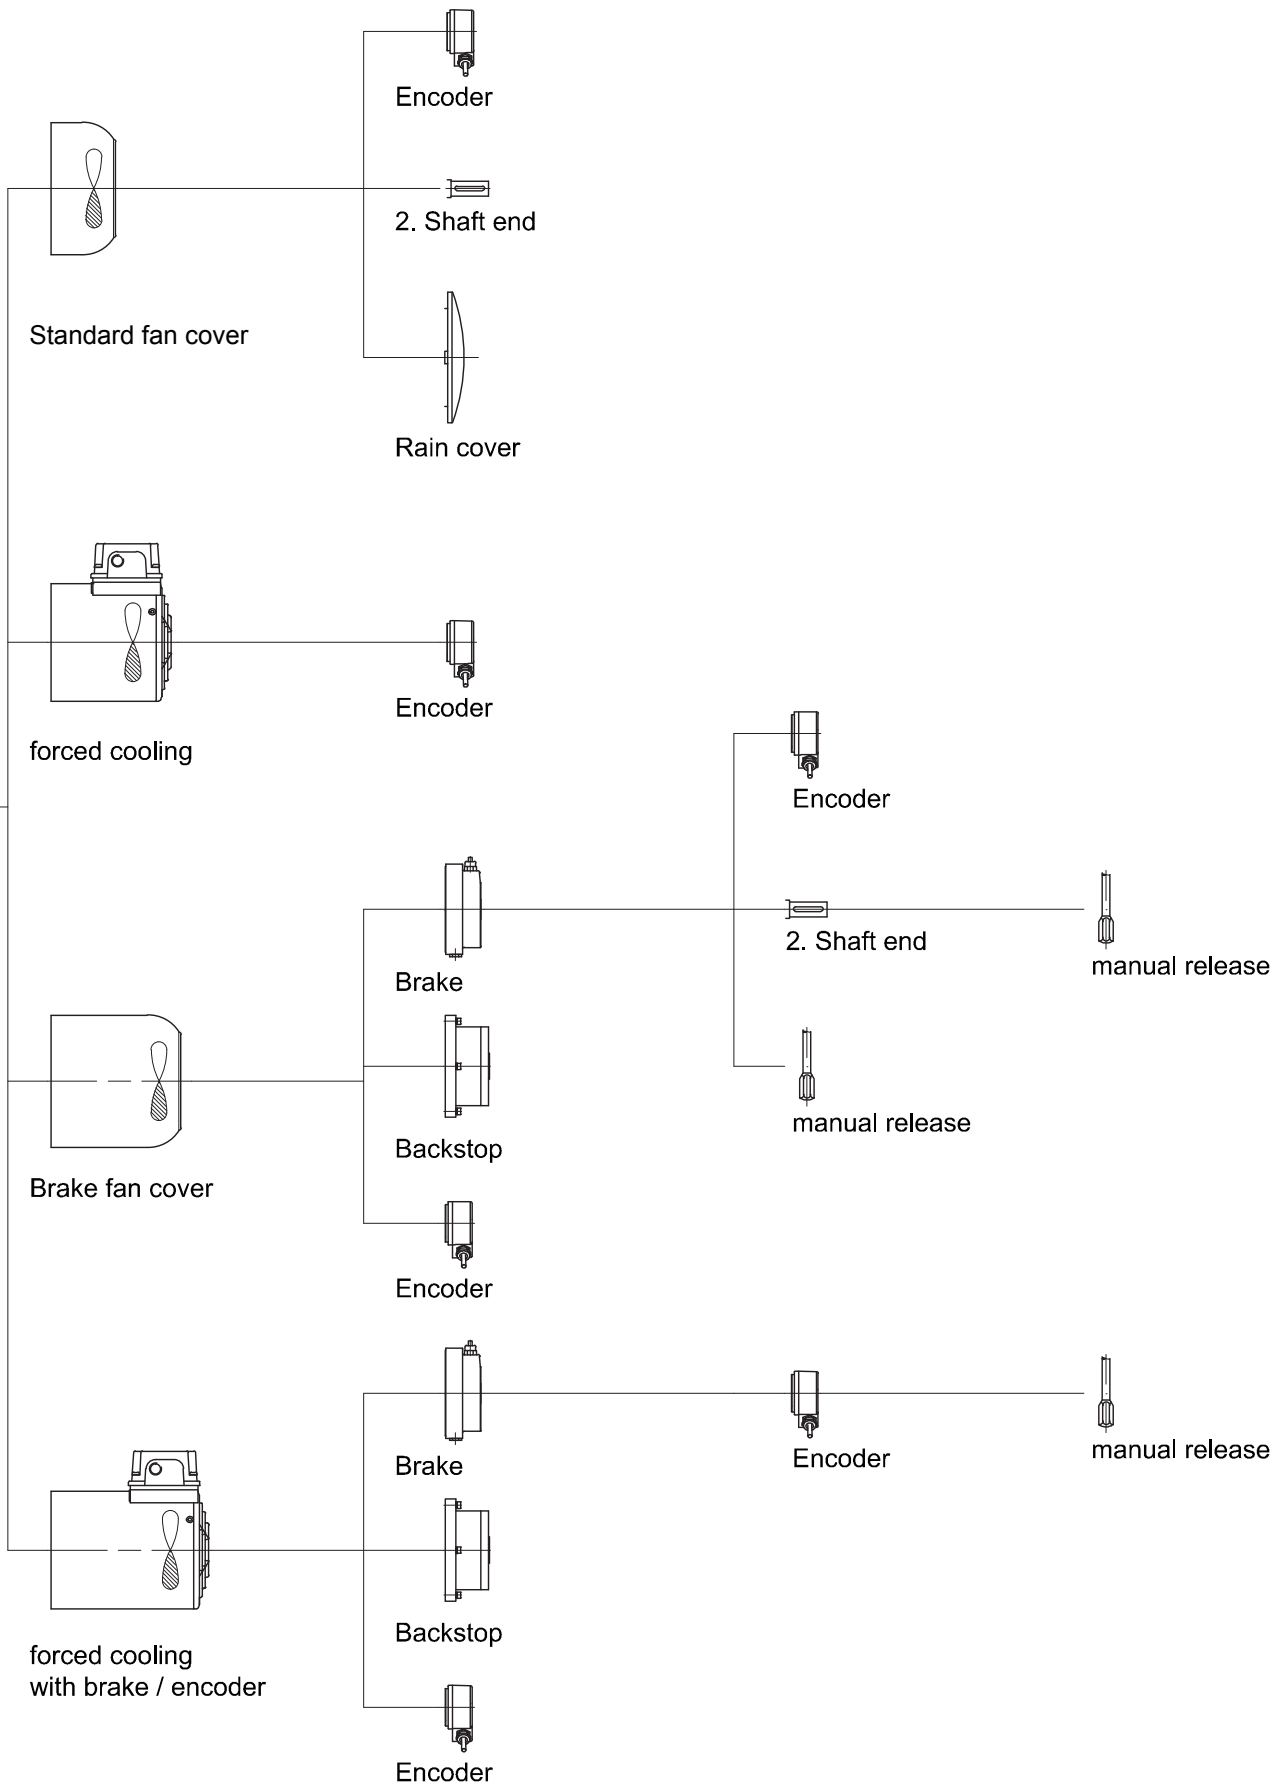 Encoder
2. Shaft end
Standard fan cover
Rain cover
Encoder
forced cooling
Encoder
2. Shaft end
manual release
Brake
manual release
Backstop
Brake fan cover
Encoder
Encoder
manual release
Brake
Backstop
forced cooling
with brake / encoder
Encoder